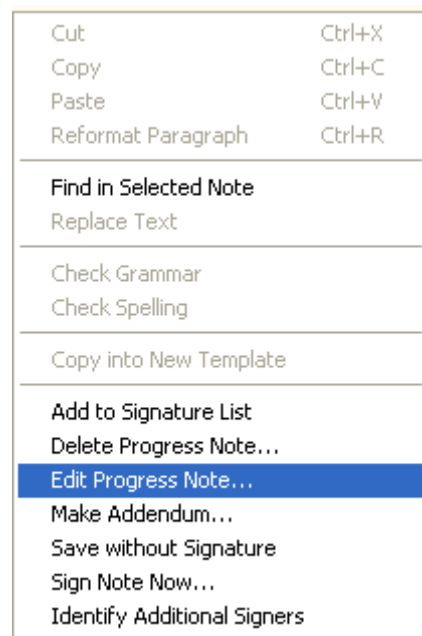 Cut Ctrl+X
Copy Ctrl+C
Paste Ctrl+V
Reformat Paragraph Ctrl+R
Find in Selected Note
Replace Text
Check Grammar
Check Spelling
Copy into New Template
Add to Signature List
Delete Progress Note...
Edit Progress Note...
Make Addendum...
Save without Signature
Sign Note Now...
Identify Additional Signers